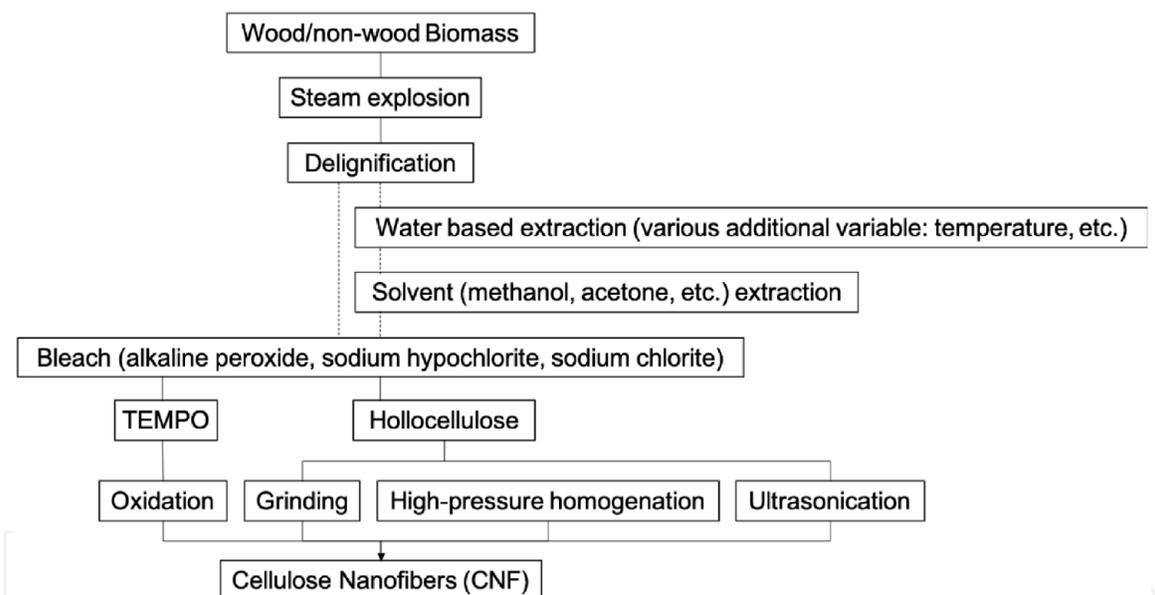 Wood/non-wood Biomass
Steam explosion
Delignification
Water based extraction (various additional variable: temperature, etc.)
Solvent (methanol, acetone, etc.) extraction
Bleach (alkaline peroxide, sodium hypochlorite, sodium chlorite)
TEMPO
Hollocellulose
Oxidation
Grinding
High-pressure homogenation
Ultrasonication
Cellulose Nanofibers (CNF)